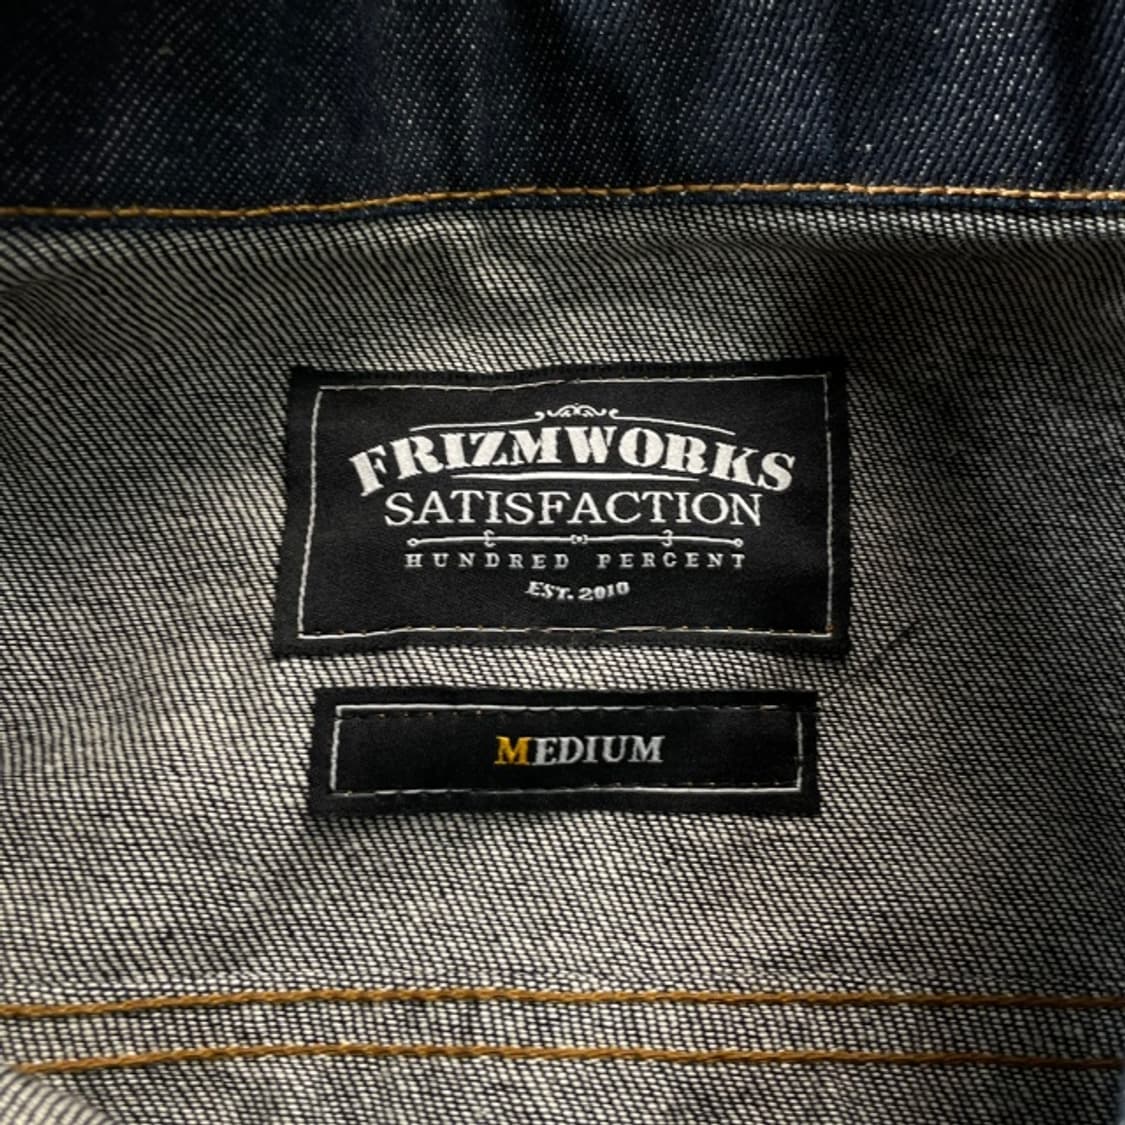 FRIZMWORKS
SATISFACTION
HUNDRED PERCENT
EST. 2010
MEDIUM